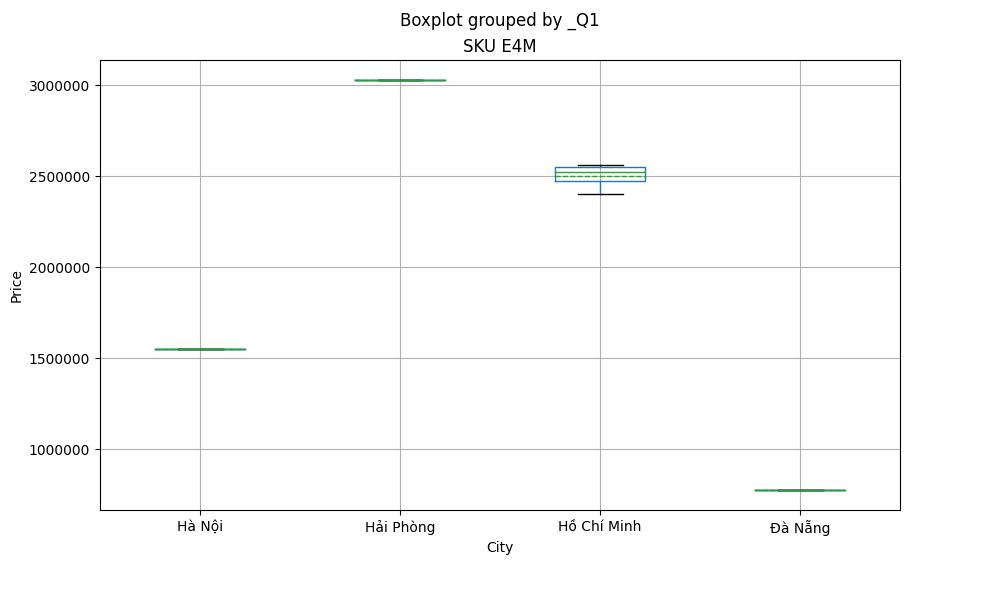 Boxplot grouped by _Q1
SKU E4M
3000000
2500000
2000000
1500000
1000000
Price
Hà Nội
Hải Phòng
Hồ Chí Minh
Đà Nẵng
City